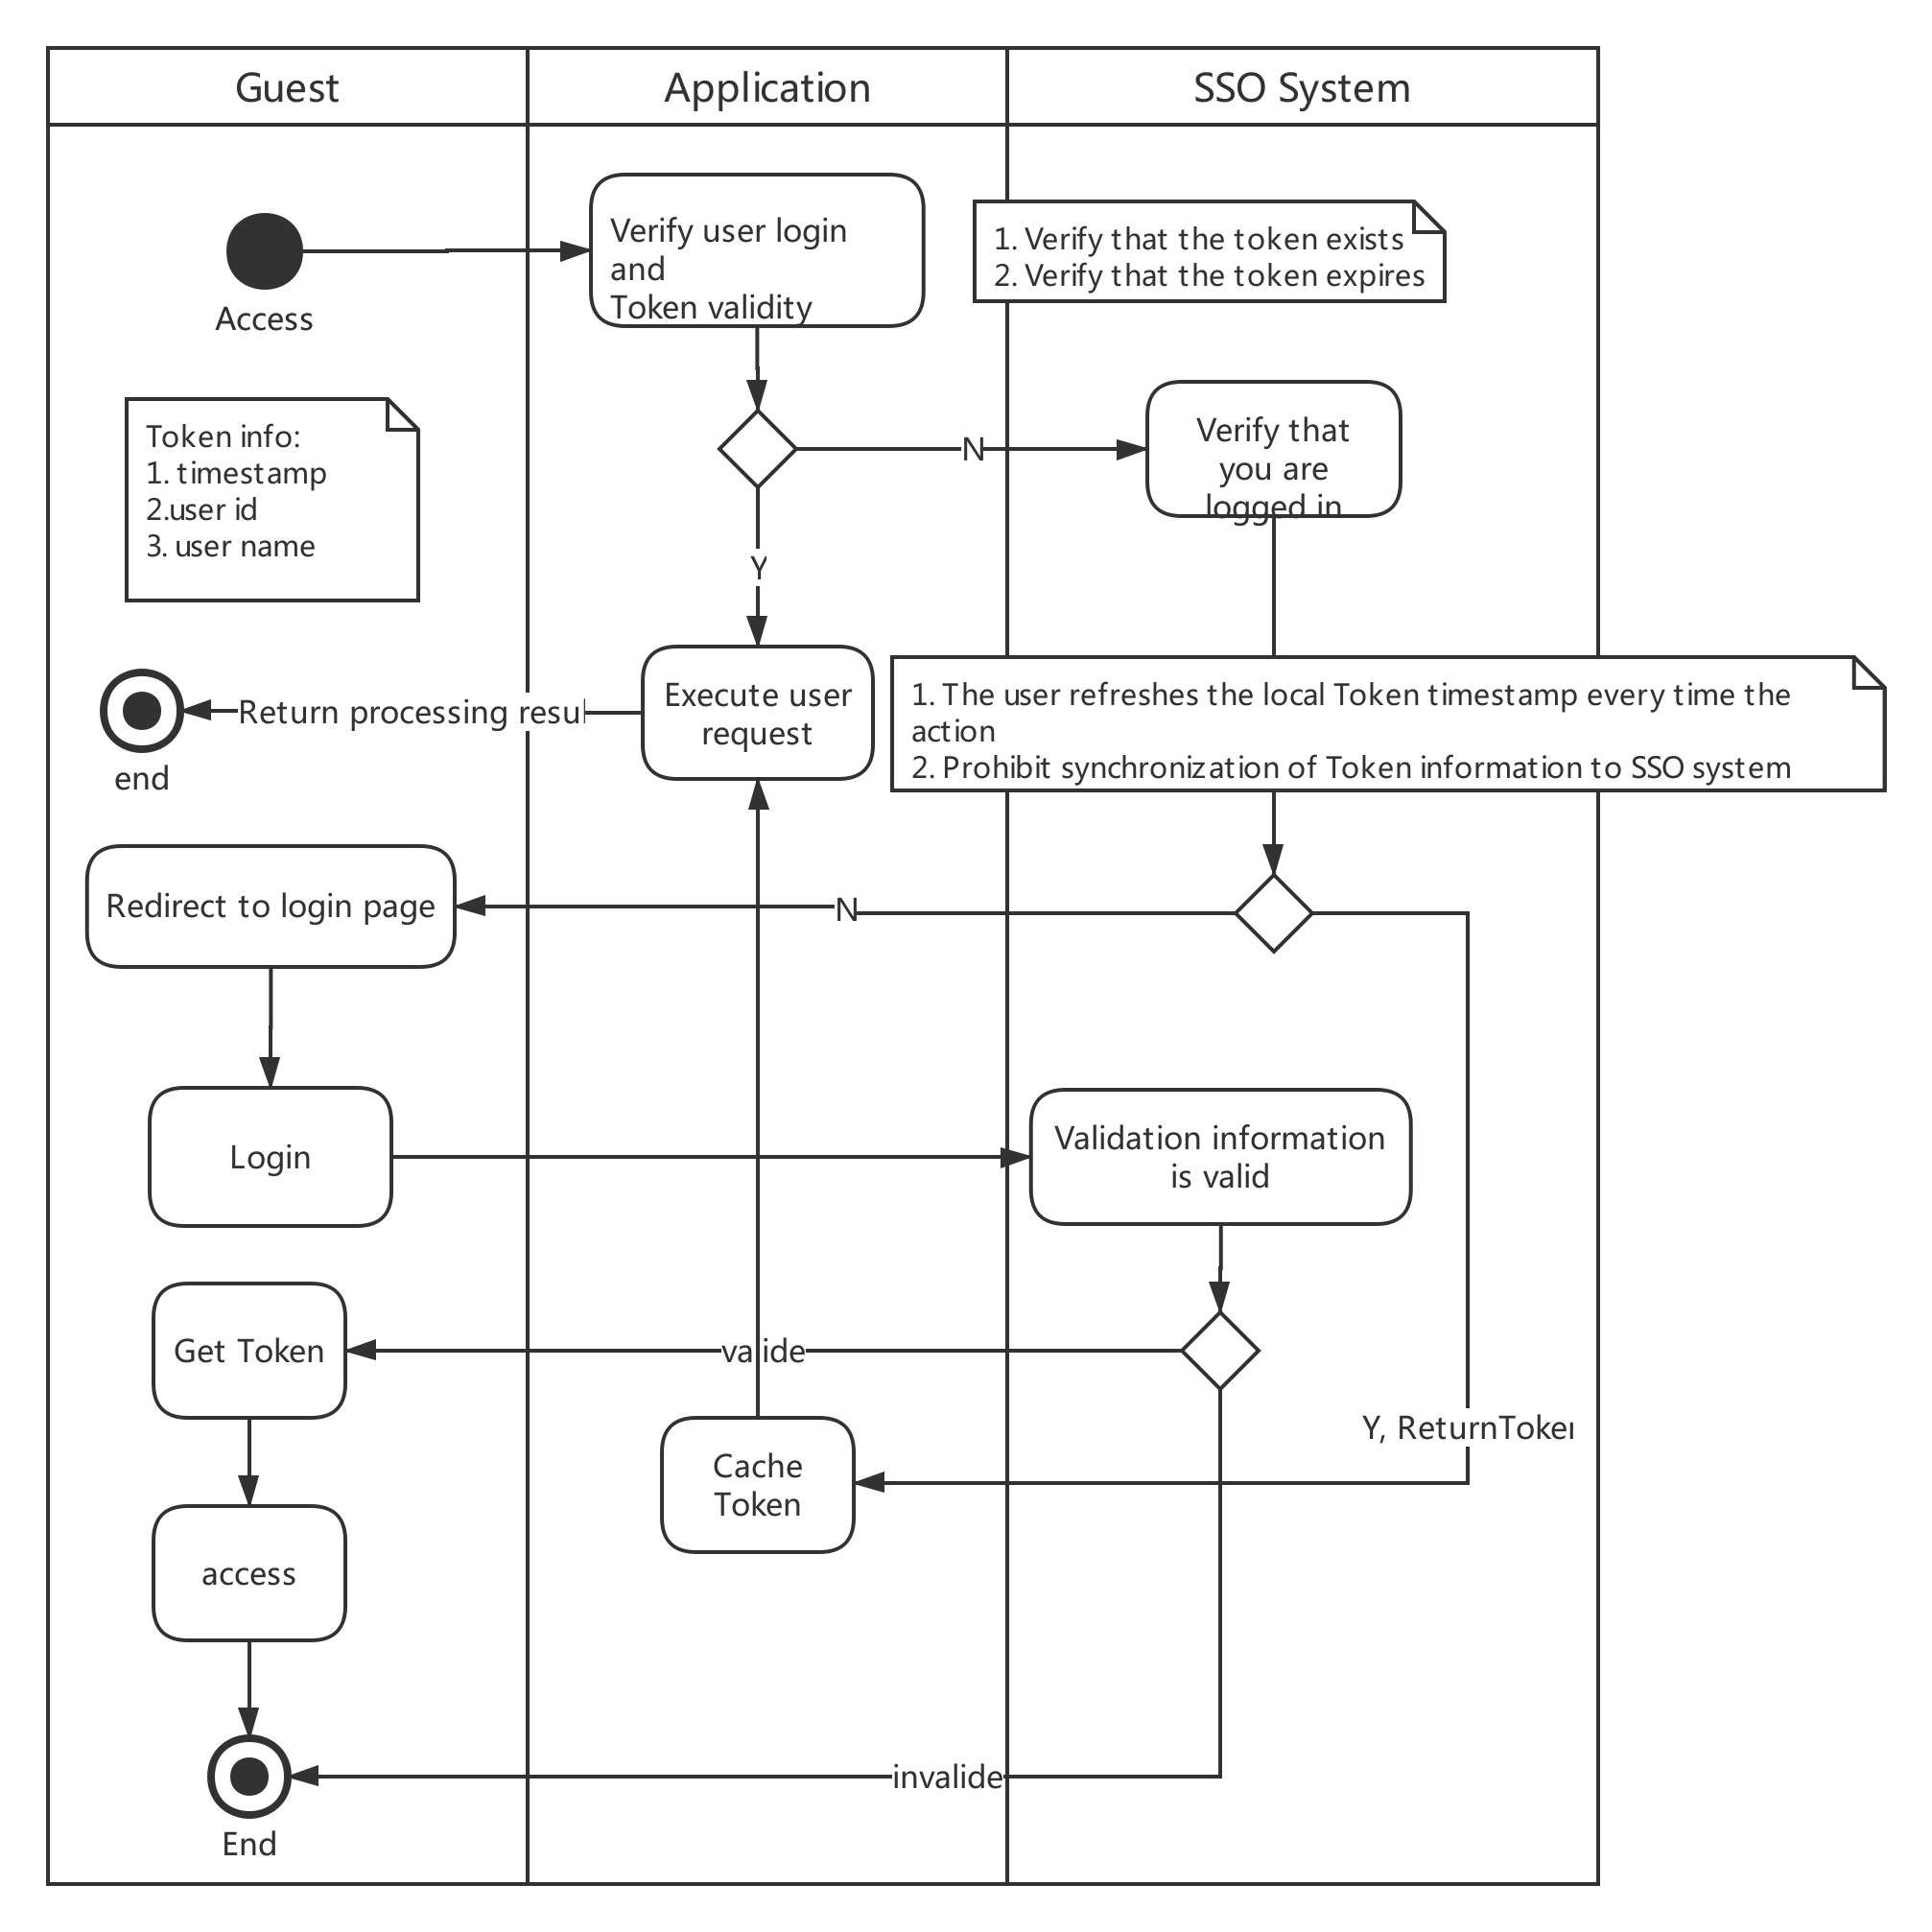 Guest
Application
SSO System
Verify user login
and
Token validity
1. Verify that the token exists
2. Verify that the token expires
Access
Token info:
1. timestamp
2.user id
3. user name
N
Verify that
you are
logged in
Y
Execute user
request
Return processing resul
end
1. The user refreshes the local Token timestamp every time the
action
2. Prohibit synchronization of Token information to SSO system
Redirect to login page
N
Login
Validation information
is valid
Get Token
valide
Y, ReturnToken
Cache
Token
access
invalide
End